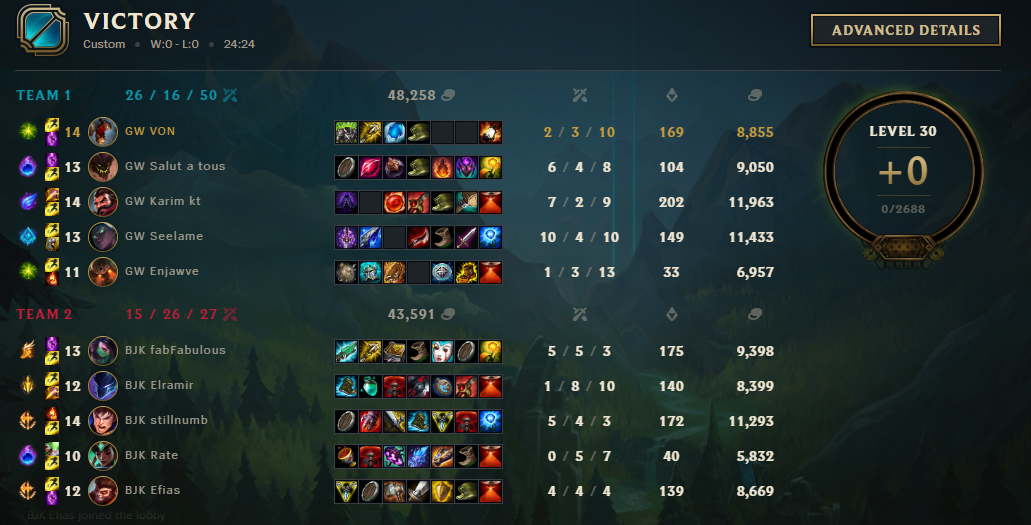 VICTORY
Custom • W:0 - L:0 • 24:24
ADVANCED DETAILS
TEAM 1 26 / 16 / 50 48,258
14 GW VON 2 / 3 / 10 169 8,855
13 GW Salut a tous 6 / 4 / 8 104 9,050
14 GW Karim kt 7 / 2 / 9 202 11,963
13 GW Seelame 10 / 4 / 10 149 11,433
11 GW Enjawve 1 / 3 / 13 33 6,957
LEVEL 30
+0
0/2688
TEAM 2 15 / 26 / 27 43,591
13 BJK fabFabulous 5 / 5 / 3 175 9,398
12 BJK Elramir 1 / 8 / 10 140 8,399
14 BJK stillnumb 5 / 4 / 3 172 11,293
10 BJK Rate 0 / 5 / 7 40 5,832
12 BJK Efias 4 / 4 / 4 139 8,669
BJK Efias joined the lobby